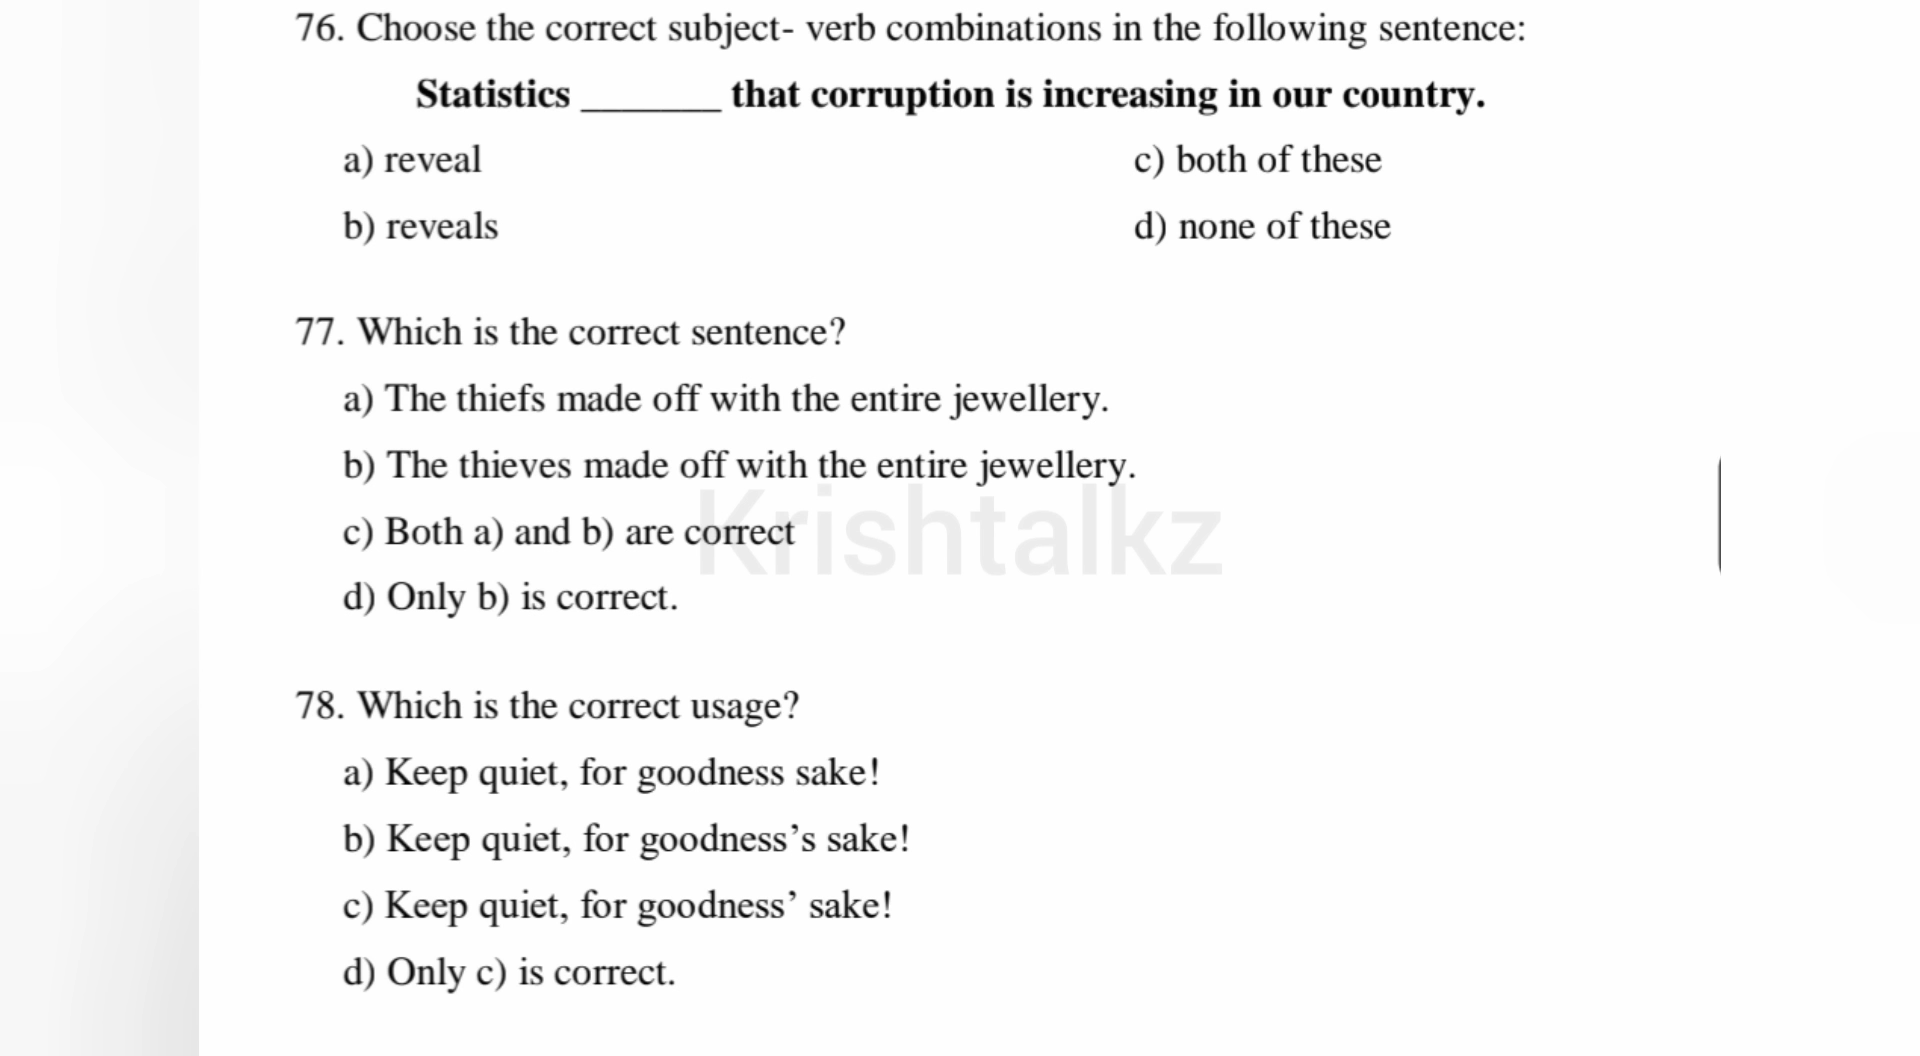 76. Choose the correct subject- verb combinations in the following sentence:
Statistics _______ that corruption is increasing in our country.
a) reveal
c) both of these
b) reveals
d) none of these
77. Which is the correct sentence?
a) The thiefs made off with the entire jewellery.
b) The thieves made off with the entire jewellery.
Krishtalkz
c) Both a) and b) are correct
d) Only b) is correct.
78. Which is the correct usage?
a) Keep quiet, for goodness sake!
b) Keep quiet, for goodness’s sake!
c) Keep quiet, for goodness’ sake!
d) Only c) is correct.